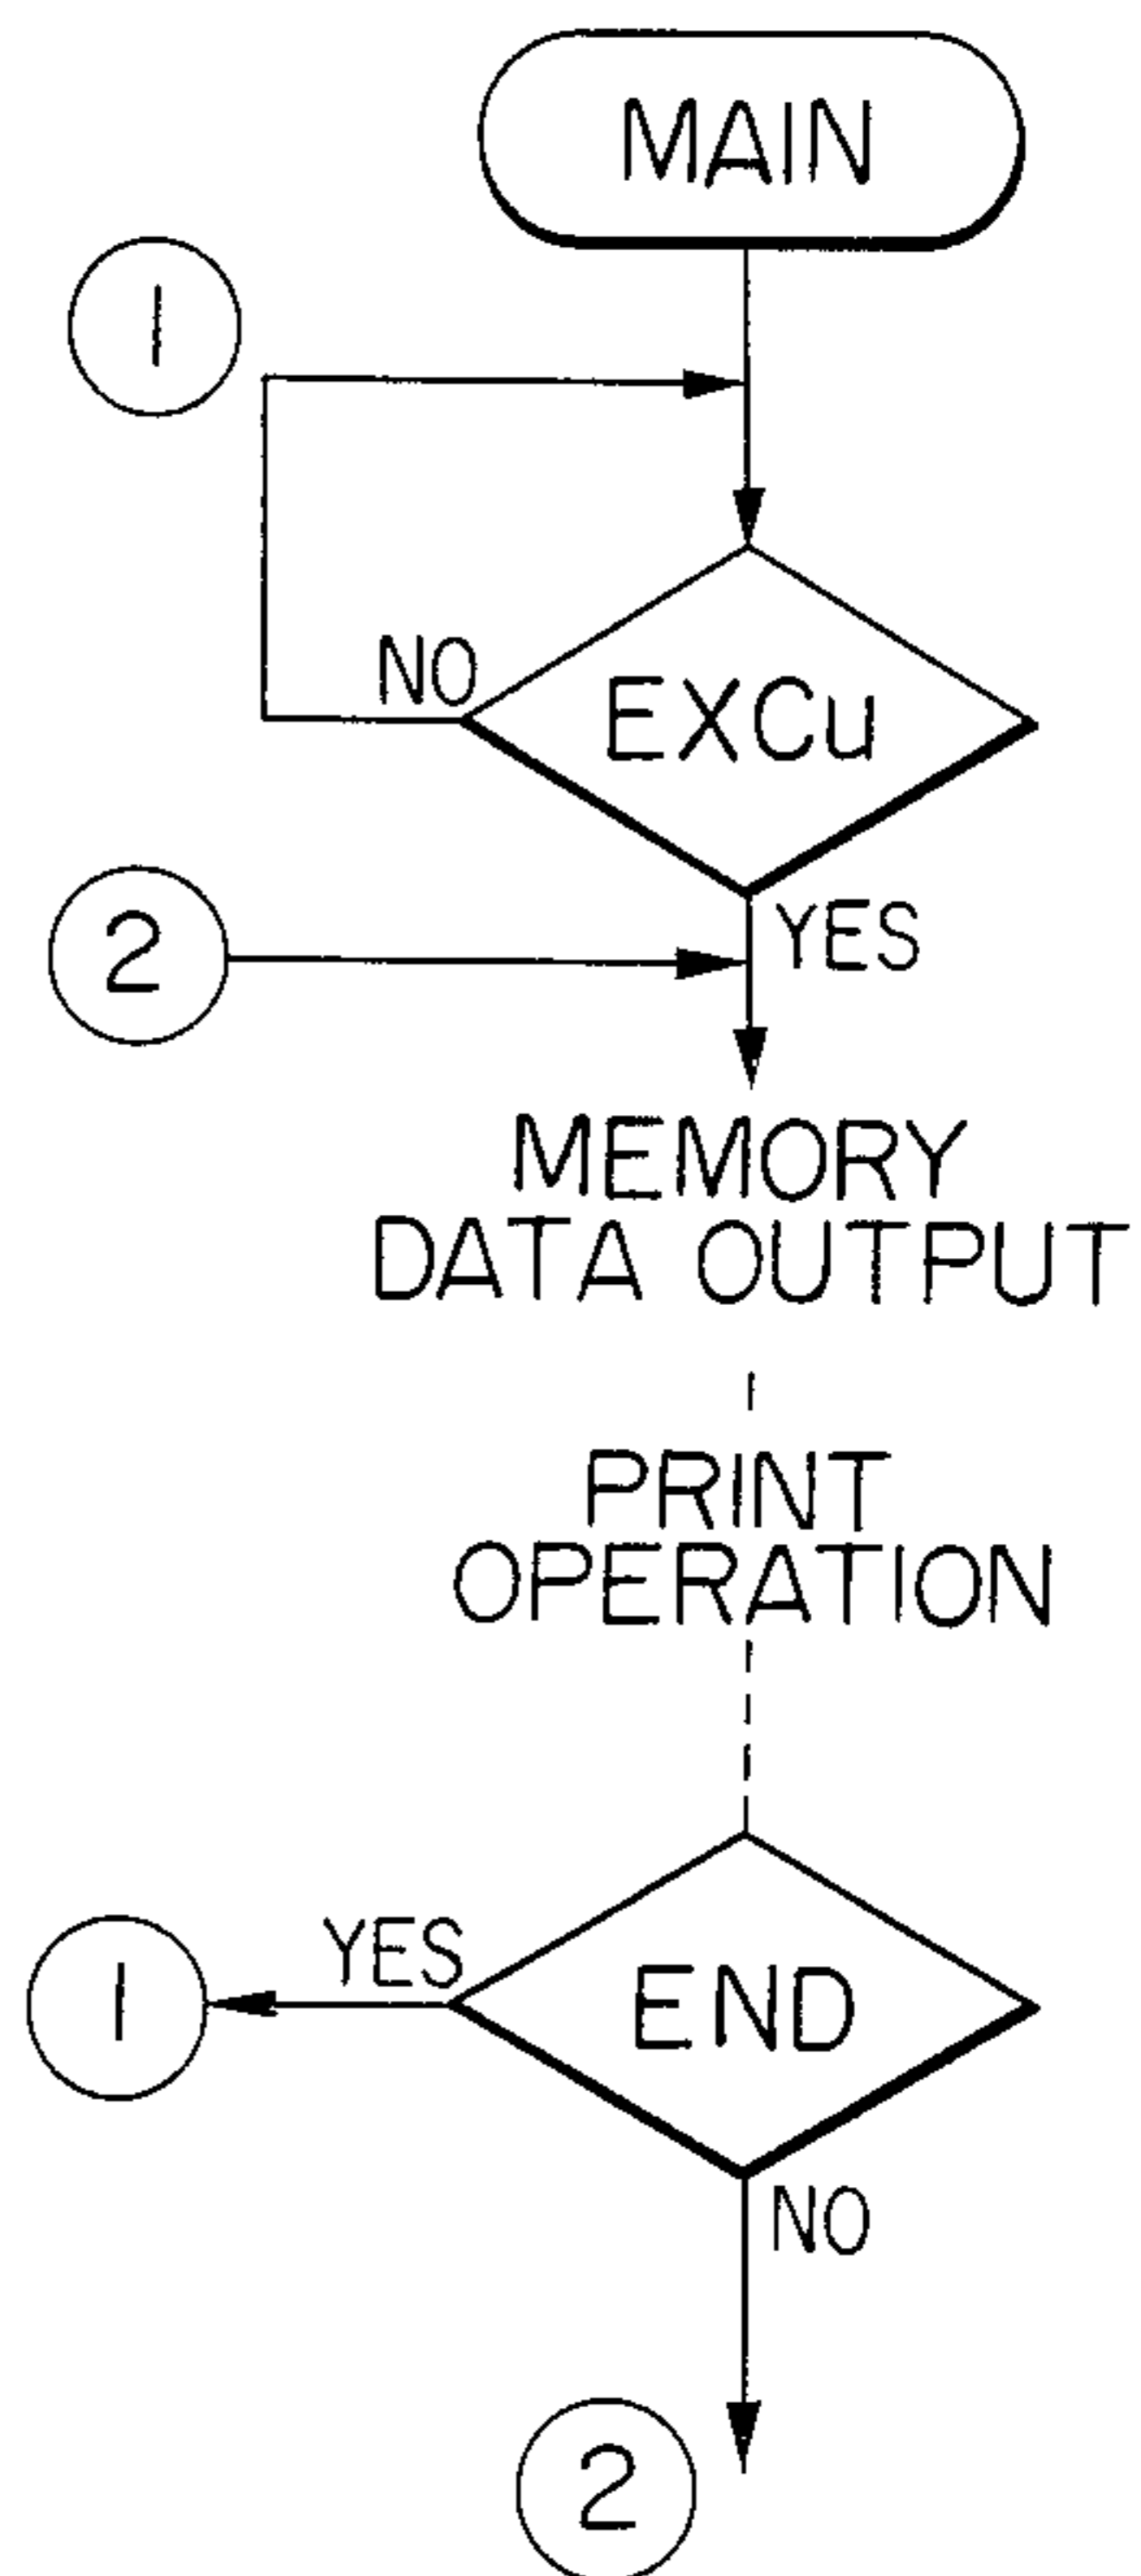 MAIN
1
NO
EXCu
YES
2
MEMORY
DATA OUTPUT
PRINT
OPERATION
YES
1
END
NO
2